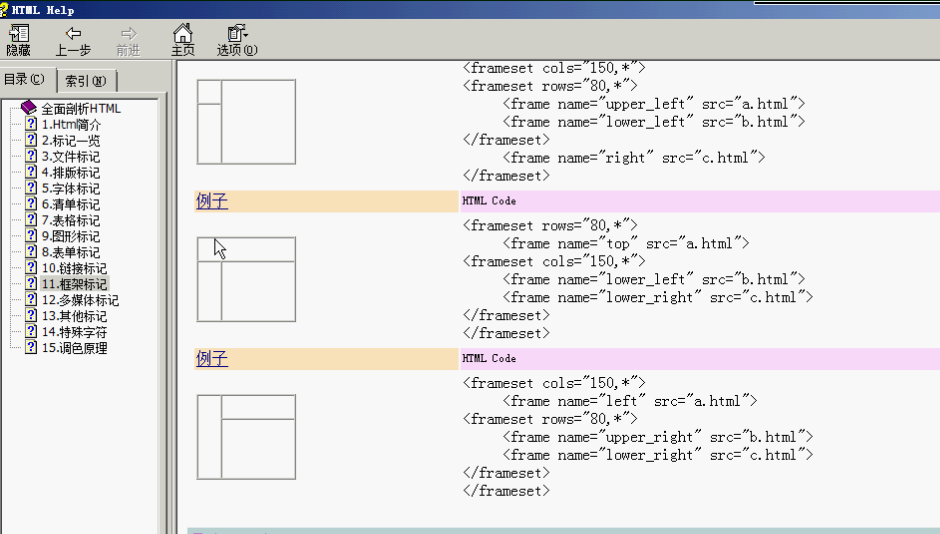 HTML Help
隐藏 上一步 前进 主页 选项(O)
目录(C) 索引(N)
全面剖析HTML
1.Html简介
2.标记一览
3.文件标记
4.排版标记
5.字体标记
6.清单标记
7.表格标记
9.图形标记
8.表单标记
10.链接标记
11.框架标记
12.多媒体标记
13.其他标记
14.特殊字符
15.调色原理
<frameset cols="150,*">
<frameset rows="80,*">
<frame name="upper_left" src="a.html">
<frame name="lower_left" src="b.html">
</frameset>
<frame name="right" src="c.html">
</frameset>
例子 HTML Code
<frameset rows="80,*">
<frame name="top" src="a.html">
<frameset cols="150,*">
<frame name="lower_left" src="b.html">
<frame name="lower_right" src="c.html">
</frameset>
</frameset>
例子 HTML Code
<frameset cols="150,*">
<frame name="left" src="a.html">
<frameset rows="80,*">
<frame name="upper_right" src="b.html">
<frame name="lower_right" src="c.html">
</frameset>
</frameset>